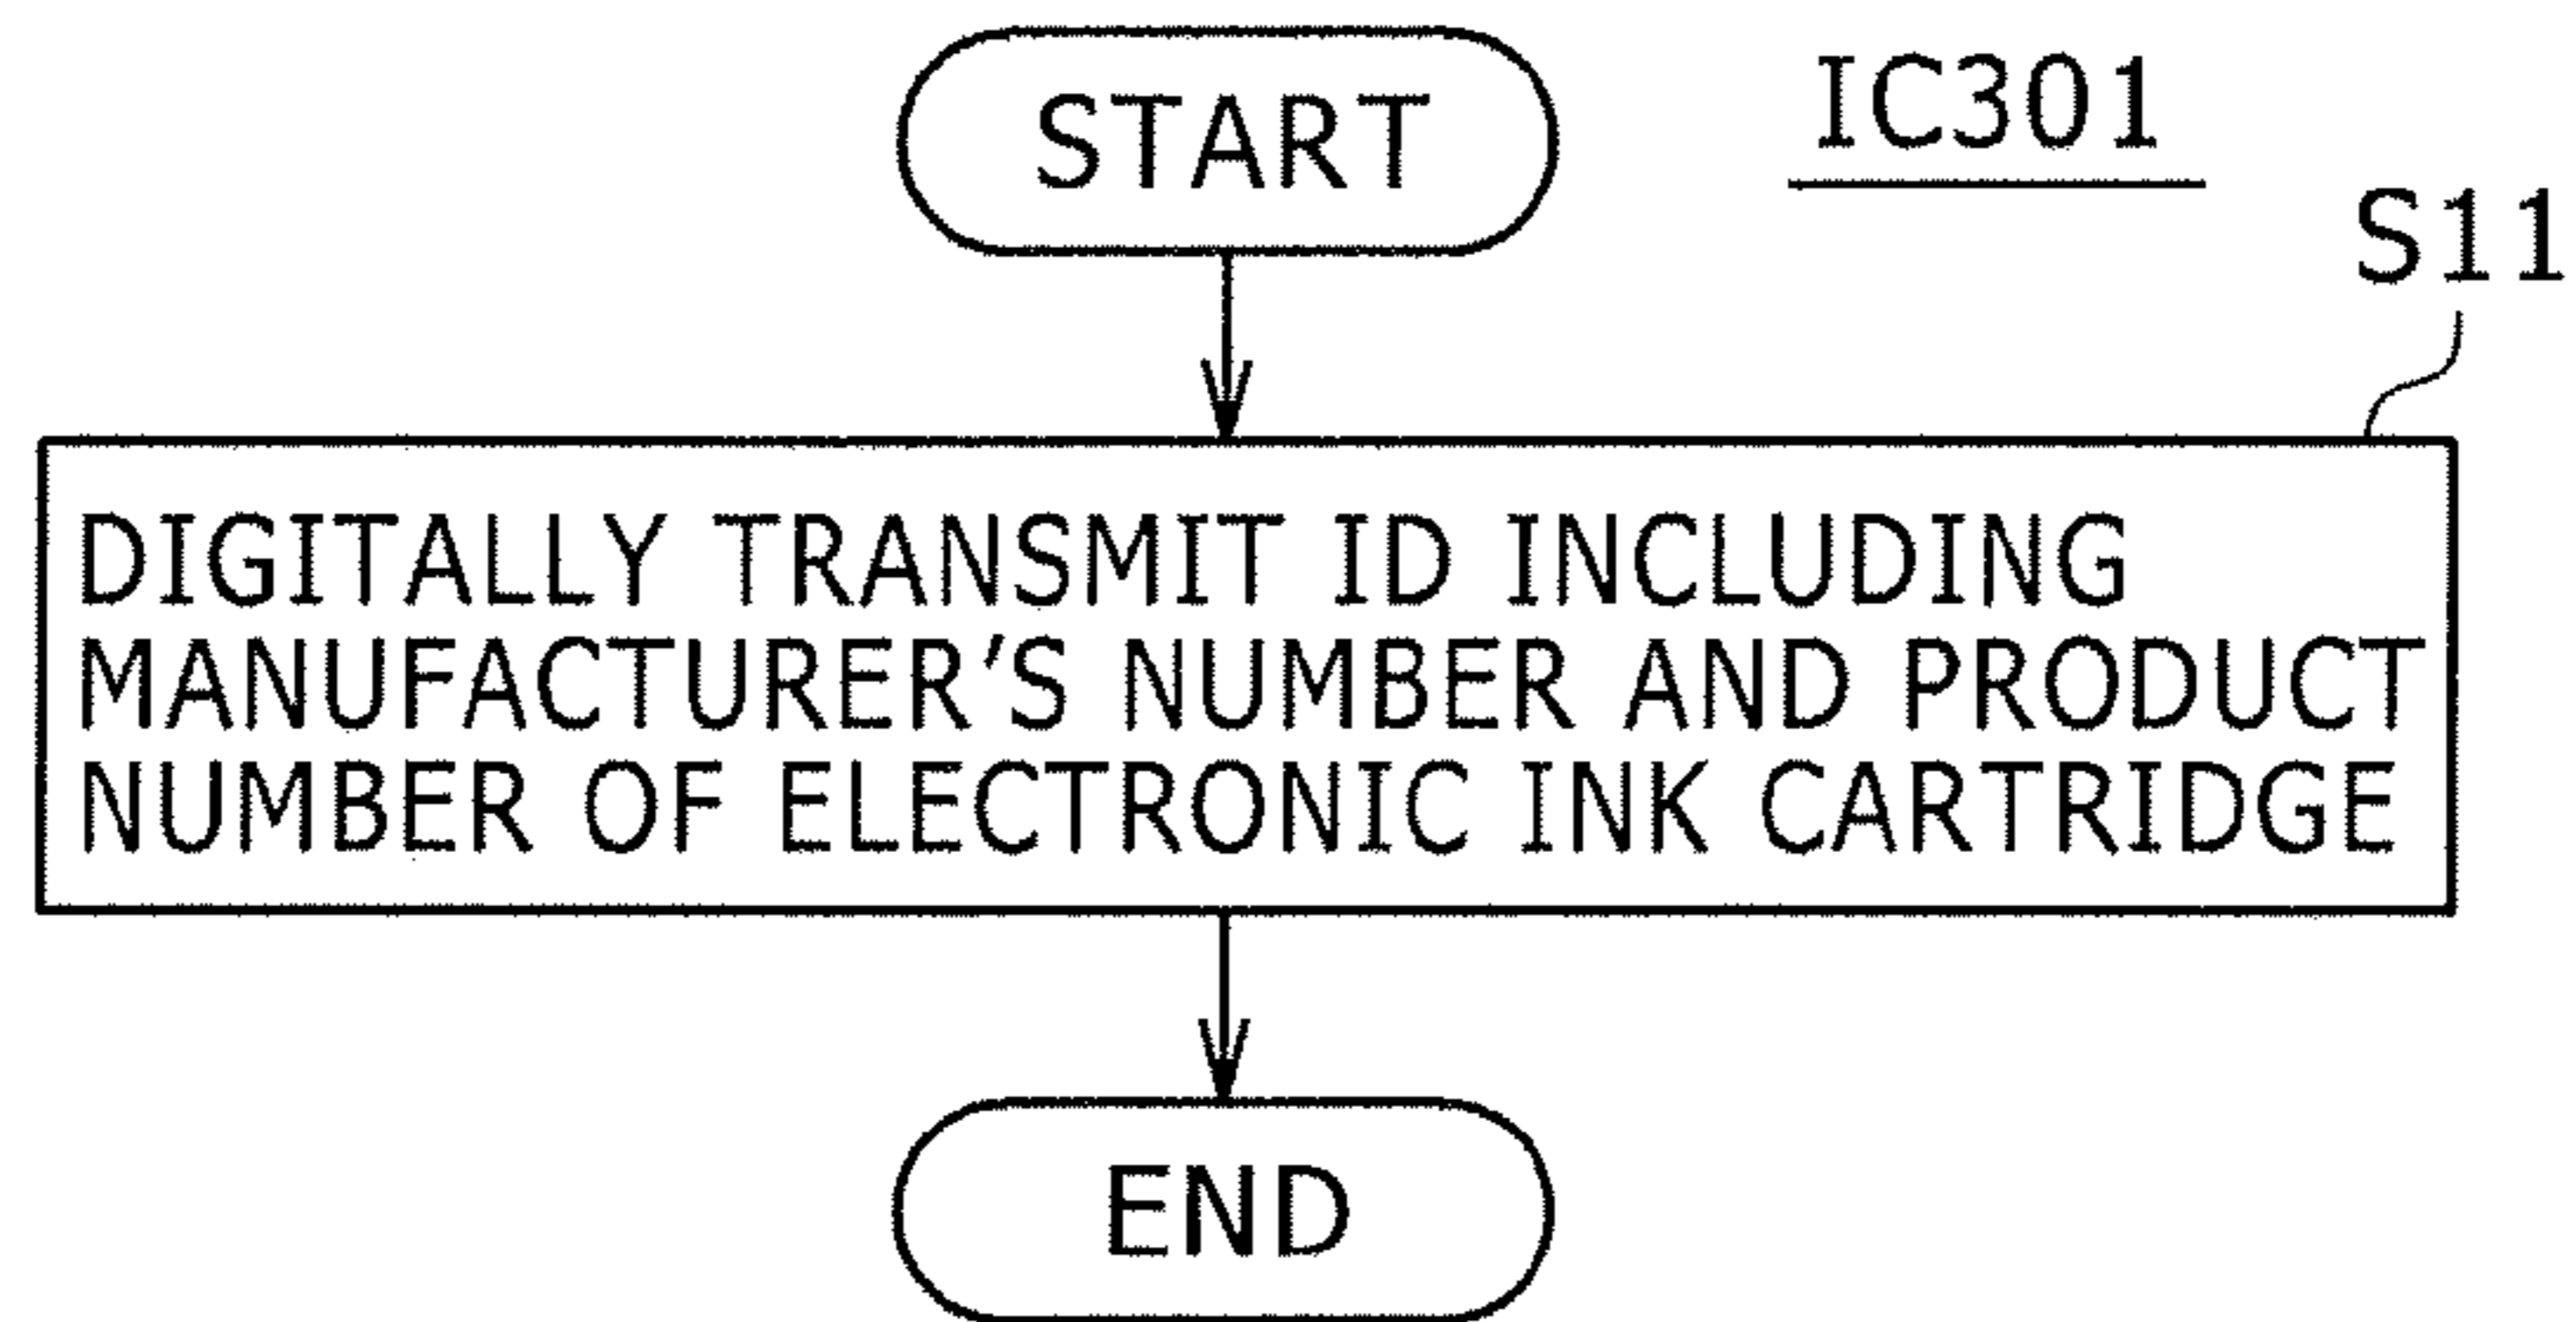 START
IC301
S11
DIGITALLY TRANSMIT ID INCLUDING
MANUFACTURER'S NUMBER AND PRODUCT
NUMBER OF ELECTRONIC INK CARTRIDGE
END